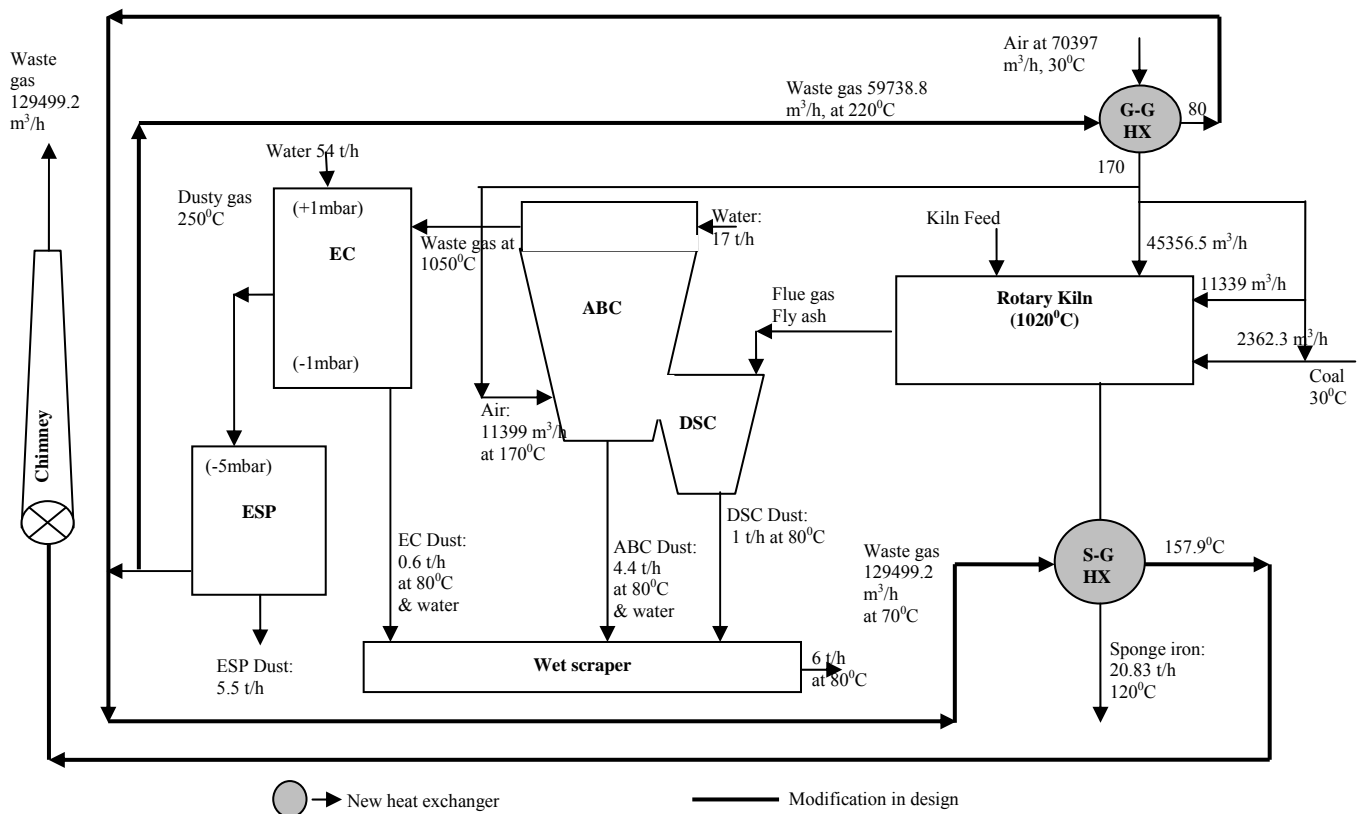 Waste
gas
129499.2
m³/h
Air at 70397
m³/h, 30⁰C
Waste gas 59738.8
m³/h, at 220⁰C
G-G
HX
80
170
Water 54 t/h
Dusty gas
250⁰C
(+1mbar)
EC
(-1mbar)
Waste gas at
1050⁰C
Water:
17 t/h
Kiln Feed
45356.5 m³/h
11339 m³/h
2362.3 m³/h
Coal
30⁰C
Rotary Kiln
(1020⁰C)
Flue gas
Fly ash
ABC
DSC
Air:
11399 m³/h
at 170⁰C
Chimney
(-5mbar)
ESP
ESP Dust:
5.5 t/h
EC Dust:
0.6 t/h
at 80⁰C
& water
ABC Dust:
4.4 t/h
at 80⁰C
& water
DSC Dust:
1 t/h at 80⁰C
Waste gas
129499.2
m³/h
at 70⁰C
S-G
HX
157.9⁰C
Wet scraper
6 t/h
at 80⁰C
Sponge iron:
20.83 t/h
120⁰C
New heat exchanger
Modification in design